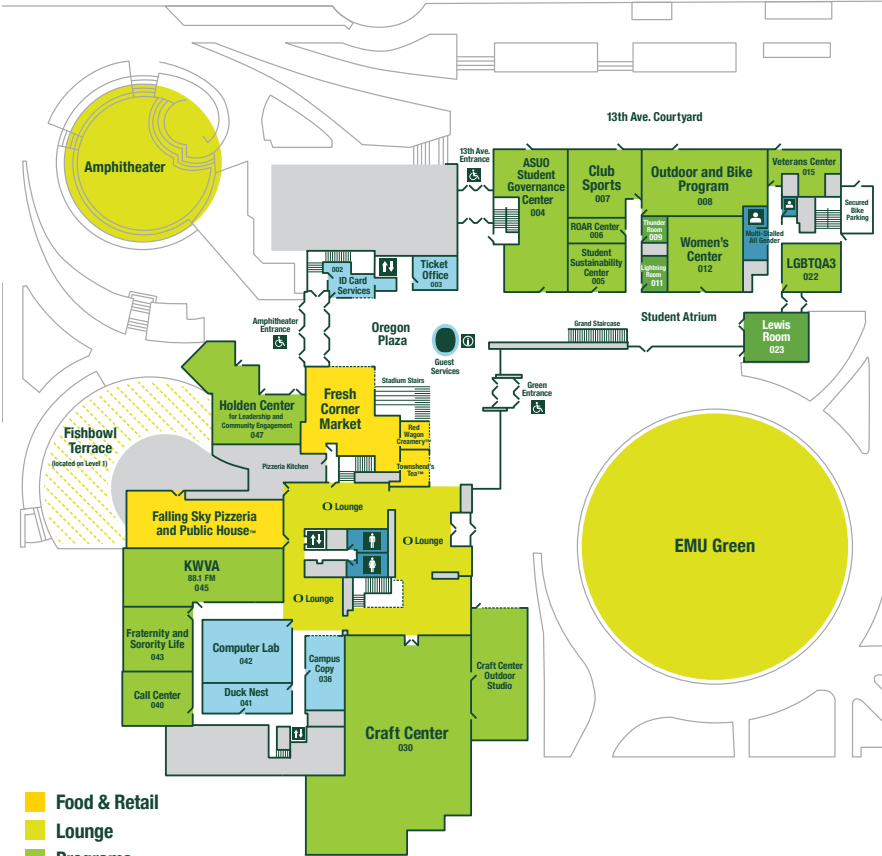 13th Ave. Courtyard
Amphitheater
13th Ave.
Entrance
ASUO
Student
Governance
Center
004
Club
Sports
007
Outdoor and Bike
Program
008
Veterans Center
015
ROAR Center
006
Student
Sustainability
Center
005
Thunder
Room
009
Lightning
Room
011
Women's
Center
012
Multi-Stalled
All Gender
Secured
Bike
Parking
LGBTQA3
022
002
ID Card
Services
Ticket
Office
003
Amphitheater
Entrance
Oregon
Plaza
Guest
Services
Grand Staircase
Student Atrium
Lewis
Room
023
Stadium Stairs
Green
Entrance
Holden Center
for Leadership and
Community Engagement
047
Fresh
Corner
Market
Red
Wagon
Creamery™
Townshend's
Tea™
Fishbowl
Terrace
(located on Level 1)
Pizzeria Kitchen
Falling Sky Pizzeria
and Public House™
O Lounge
O Lounge
O Lounge
EMU Green
KWVA
88.1 FM
045
Fraternity and
Sorority Life
043
Computer Lab
042
Campus
Copy
036
Craft Center
Outdoor
Studio
Call Center
040
Duck Nest
041
Craft Center
030
Food & Retail
Lounge
Programs